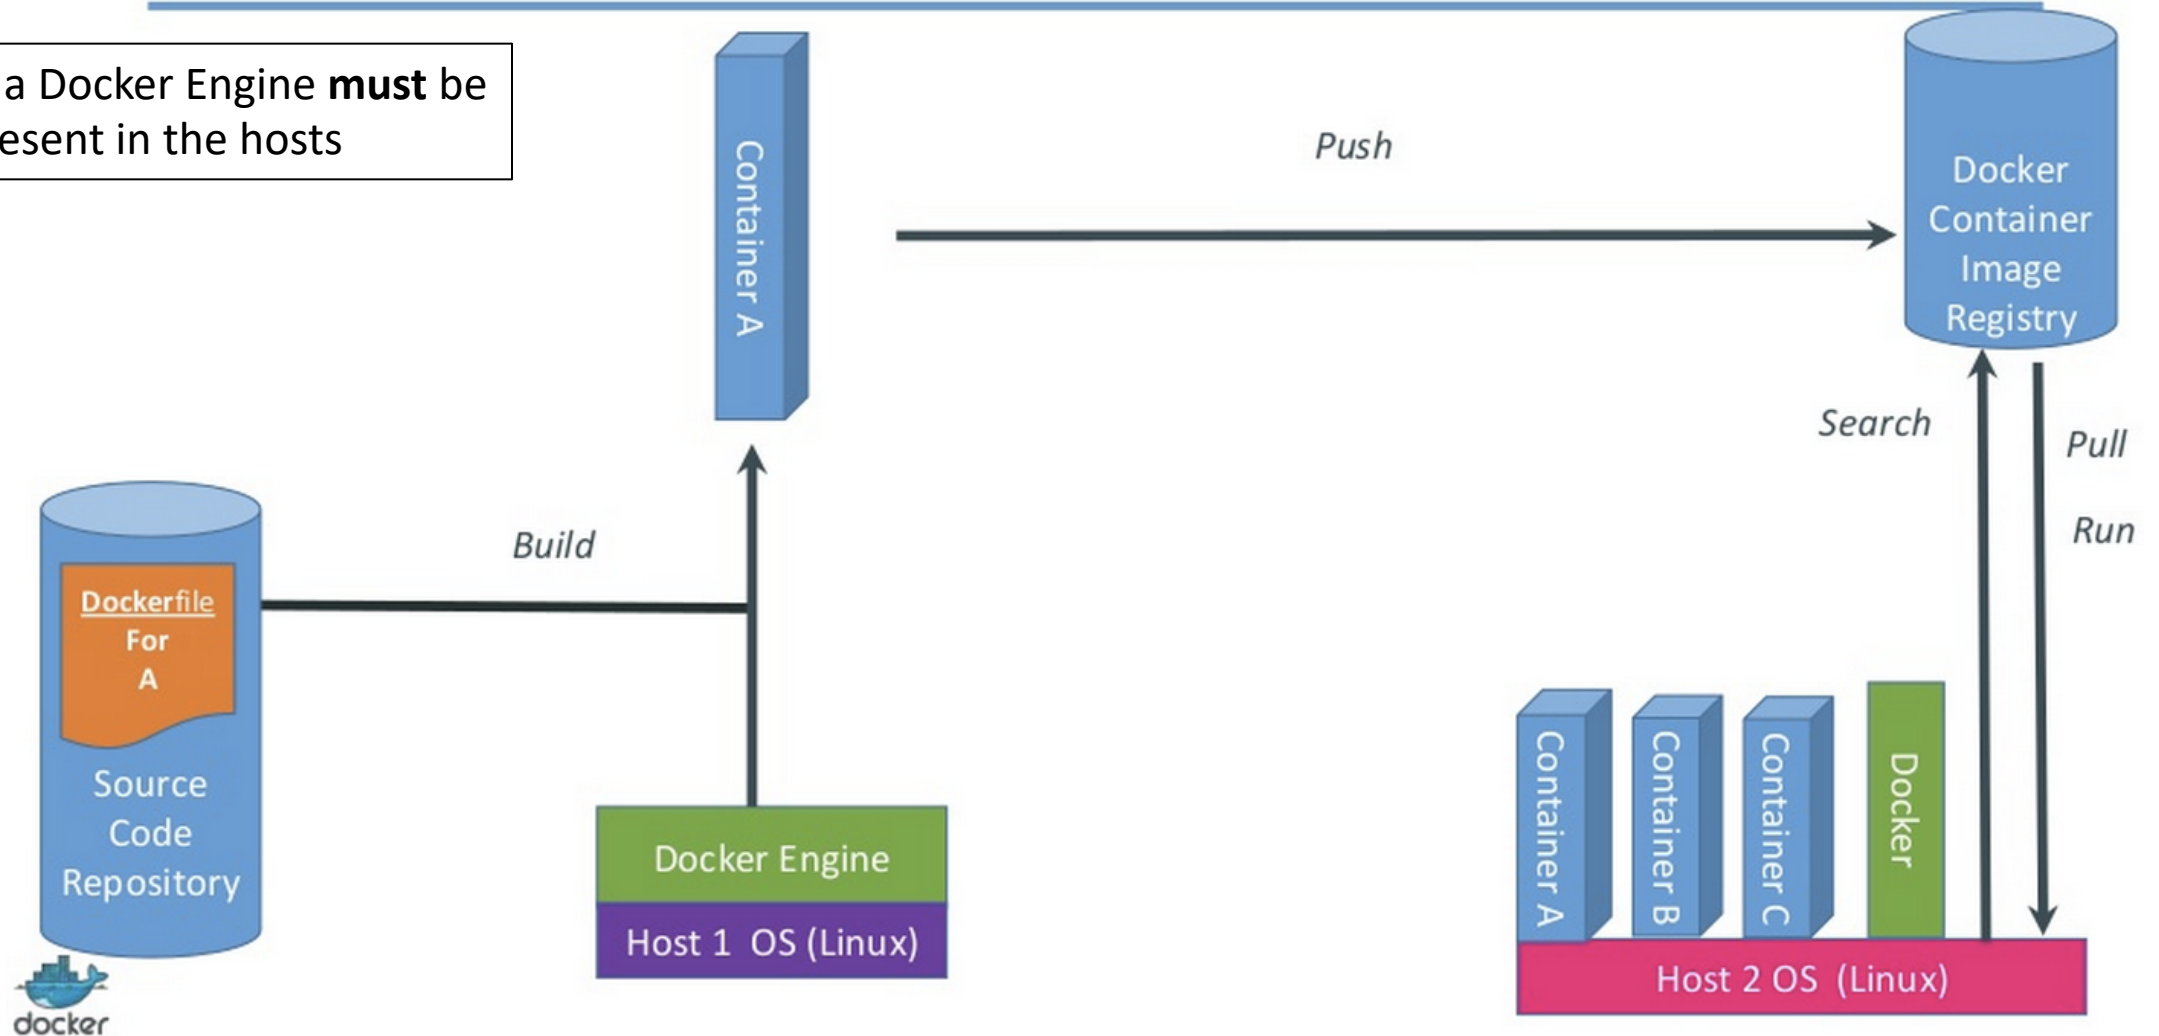 a Docker Engine must be
esent in the hosts
Container A
Push
Docker
Container
Image
Registry
Search
Pull
Run
Build
Dockerfile
For
A
Source
Code
Repository
Docker Engine
Host 1 OS (Linux)
Container A
Container B
Container C
Docker
Host 2 OS (Linux)
docker